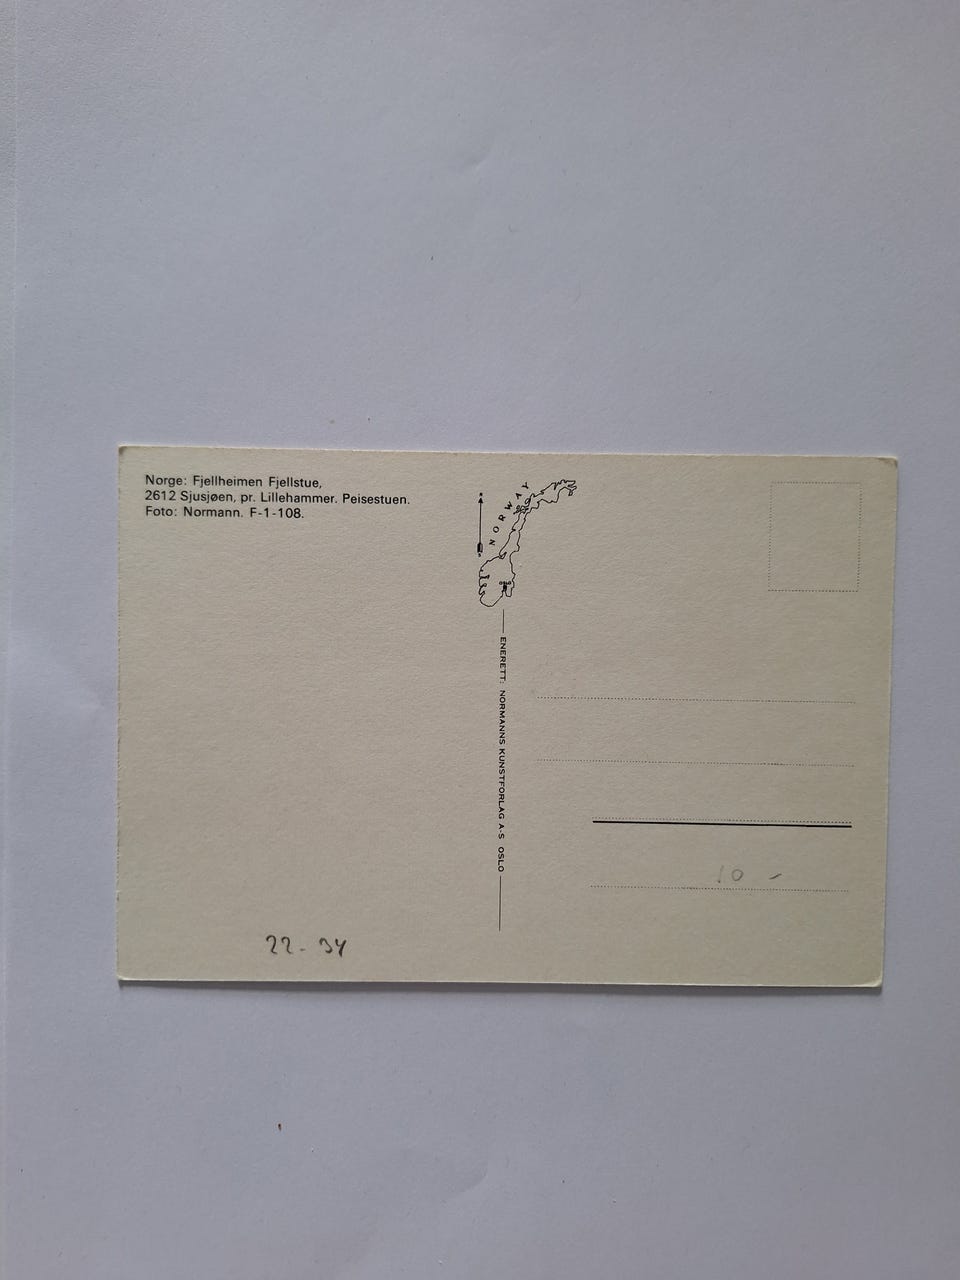 Norge: Fjellheimen Fjellstue,
2612 Sjusjøen, pr. Lillehammer. Peisestuen.
Foto: Normann. F-1-108.
NORWAY
ENERETT: NORMANNS KUNSTFORLAG A-S OSLO
10 -
22 - 34